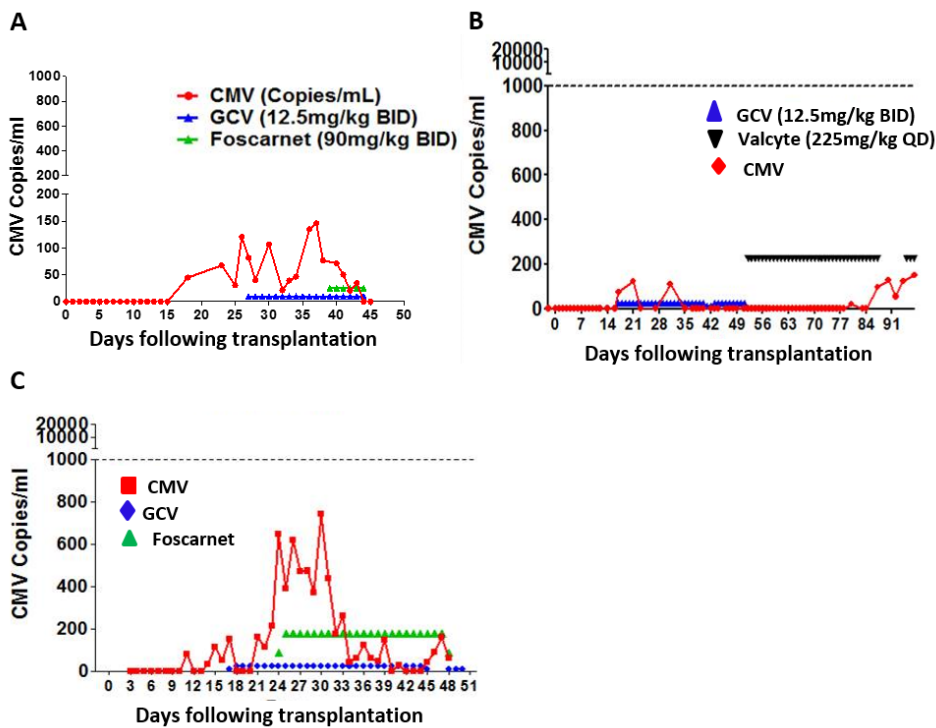 A
1000
800
600
400
200
200
150
100
50
0
CMV Copies/ml
CMV (Copies/mL)
GCV (12.5mg/kg BID)
Foscarnet (90mg/kg BID)
0 5 10 15 20 25 30 35 40 45 50
Days following transplantation
B
20000
10000
1000
800
600
400
200
0
CMV Copies/ml
GCV (12.5mg/kg BID)
Valcyte (225mg/kg QD)
CMV
0 7 14 21 28 35 42 49 56 63 70 77 84 91
Days following transplantation
C
20000
10000
1000
800
600
400
200
0
CMV Copies/ml
CMV
GCV
Foscarnet
0 3 6 9 12 15 18 21 24 27 30 33 36 39 42 45 48 51
Days following transplantation